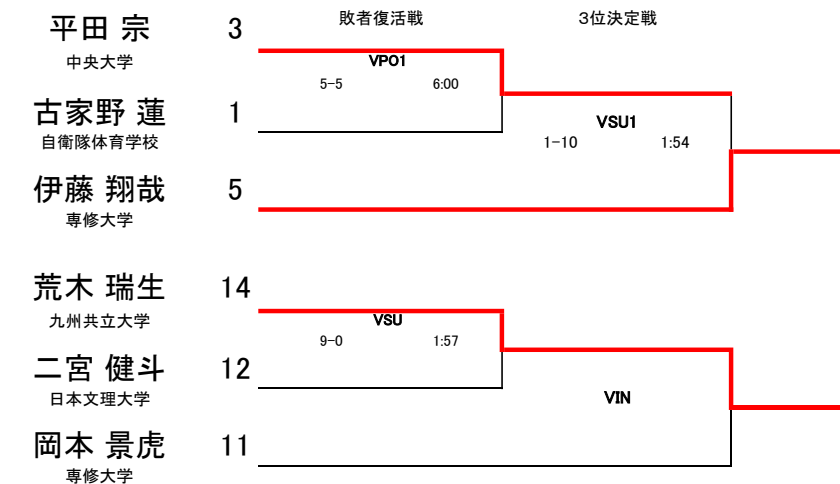 敗者復活戦 3位決定戦
平田 宗 3
中央大学
VPO1
5-5 6:00
古家野 蓮 1
自衛隊体育学校
VSU1
1-10 1:54
伊藤 翔哉 5
専修大学
荒木 瑞生 14
九州共立大学
VSU
9-0 1:57
二宮 健斗 12
日本文理大学
VIN
岡本 景虎 11
専修大学